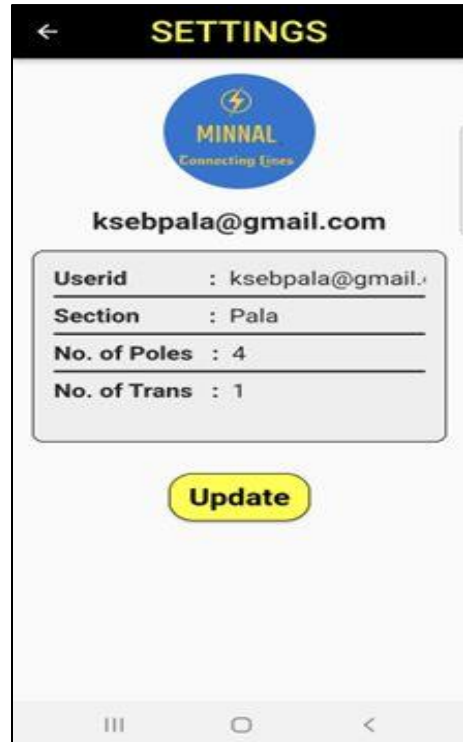 SETTINGS
MINNAL
Connecting Lines
ksebpala@gmail.com
Userid : ksebpala@gmail.
Section : Pala
No. of Poles : 4
No. of Trans : 1
Update